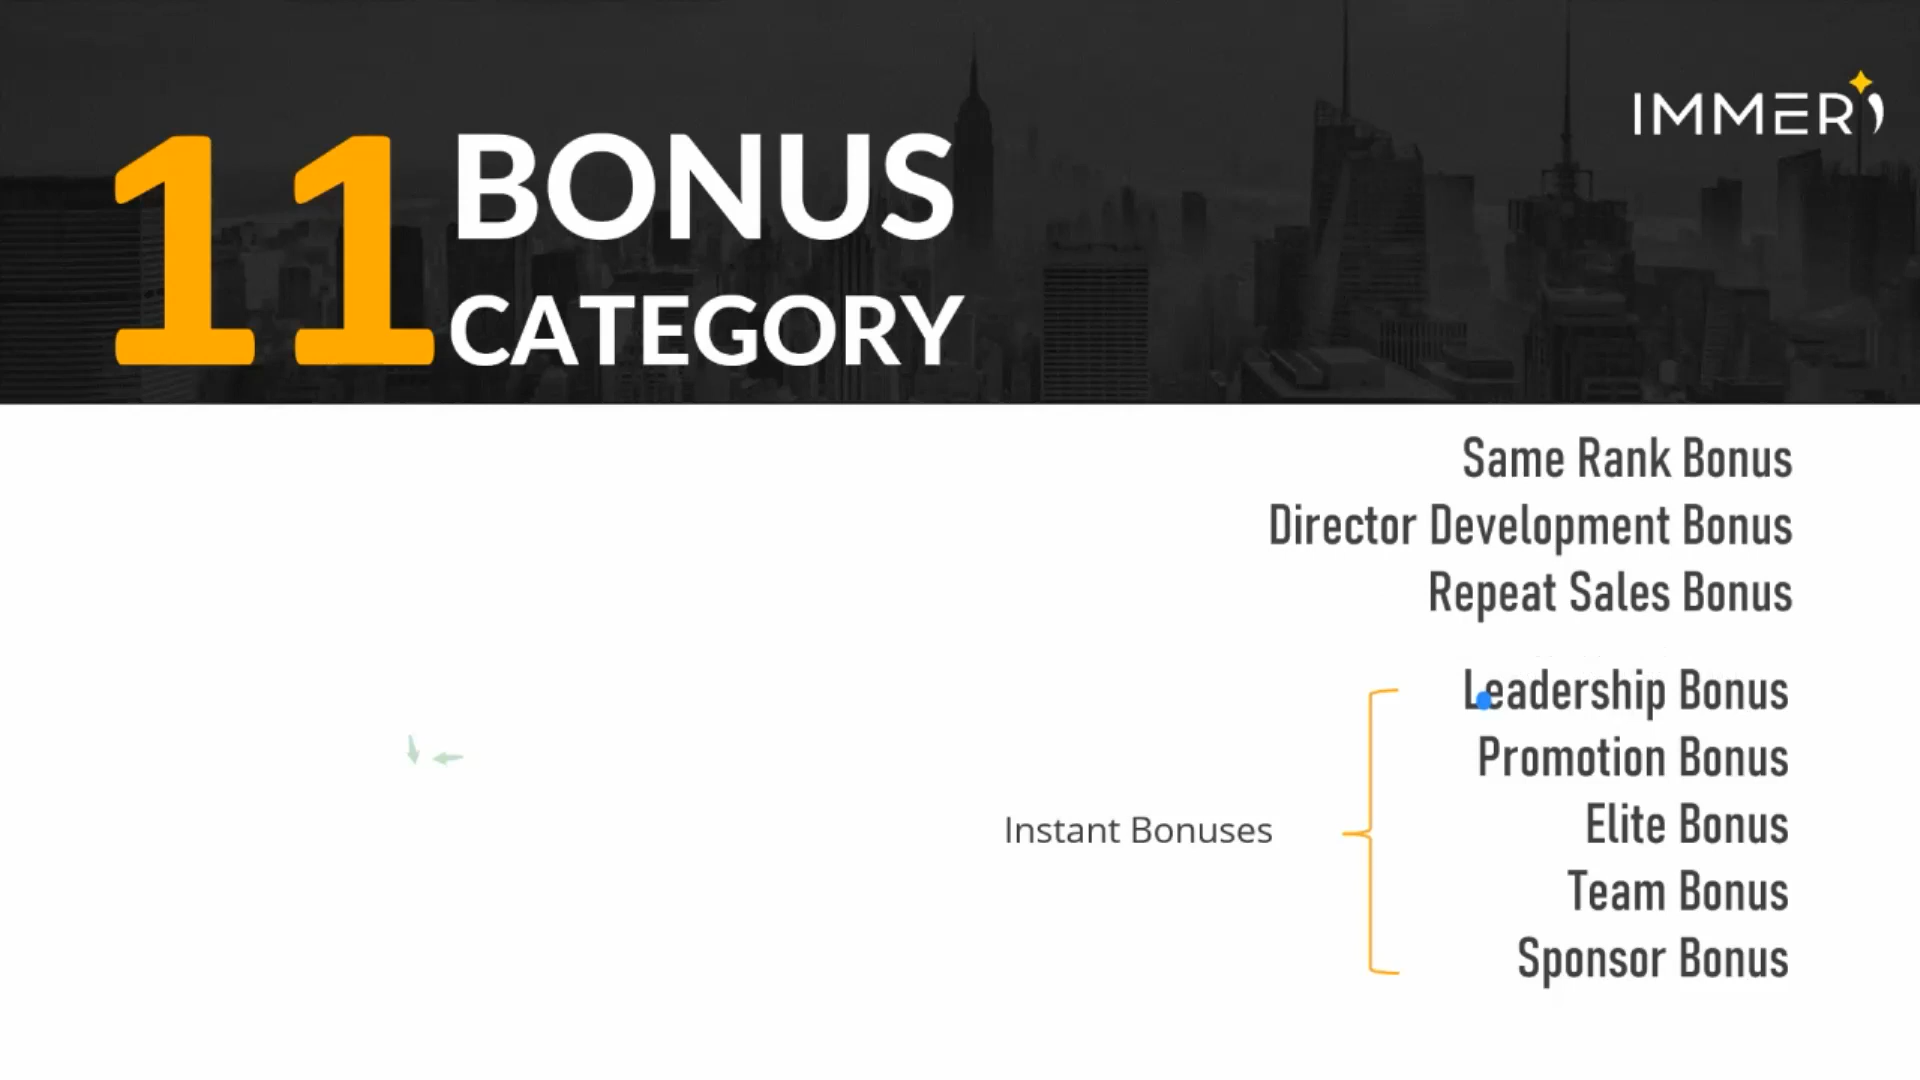 11 BONUS
CATEGORY
IMMERI
Same Rank Bonus
Director Development Bonus
Repeat Sales Bonus
Leadership Bonus
Promotion Bonus
Elite Bonus
Instant Bonuses
Team Bonus
Sponsor Bonus